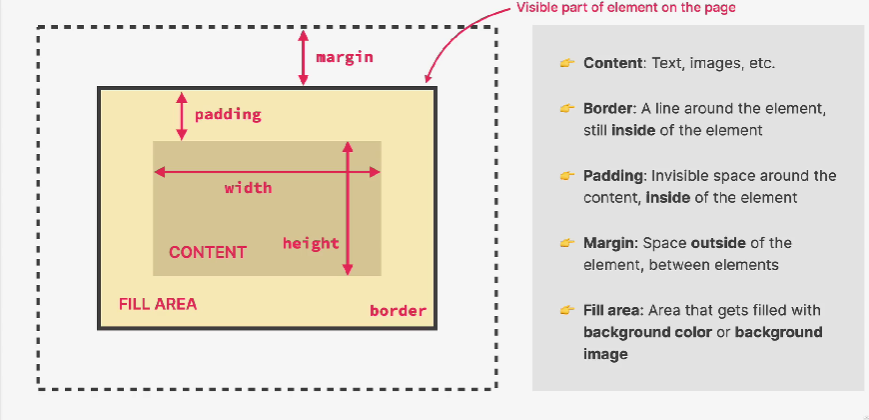 Visible part of element on the page
margin
padding
width
height
CONTENT
FILL AREA
border
👉 Content: Text, images, etc.
👉 Border: A line around the element,
still inside of the element
👉 Padding: Invisible space around the
content, inside of the element
👉 Margin: Space outside of the
element, between elements
👉 Fill area: Area that gets filled with
background color or background
image